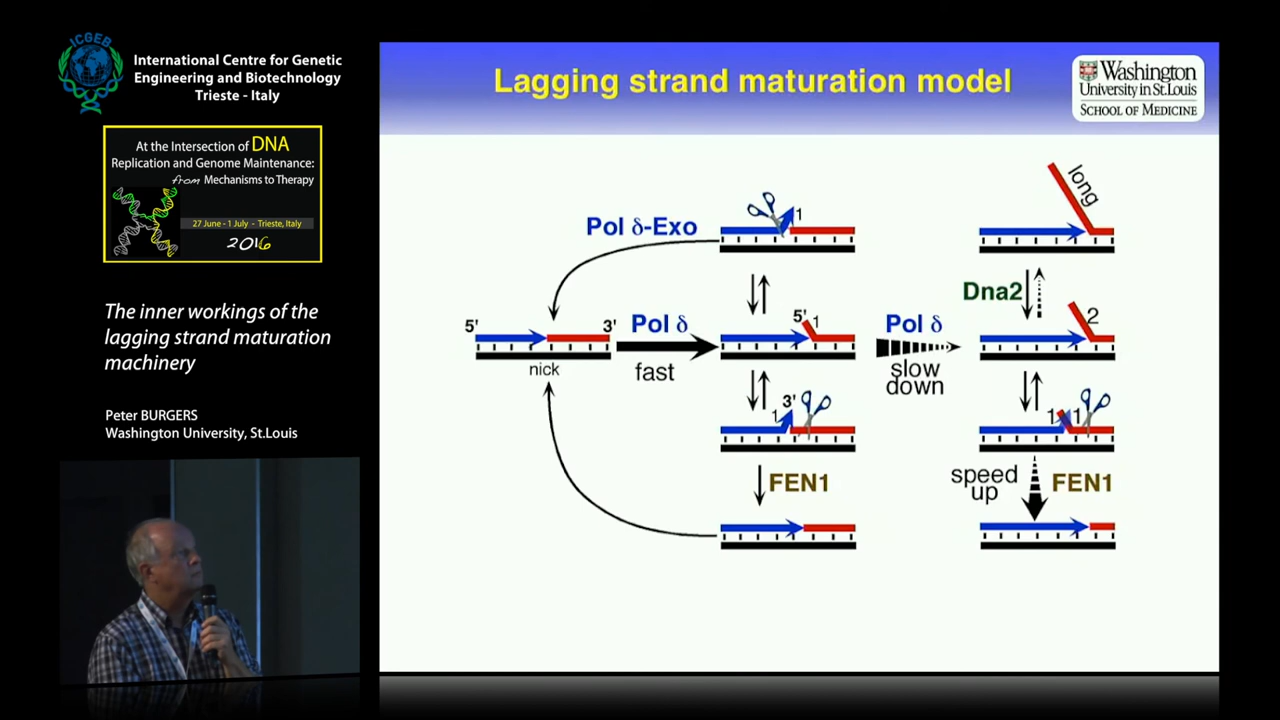 ICGEB
International Centre for Genetic
Engineering and Biotechnology
Trieste - Italy
At the Intersection of DNA
Replication and Genome Maintenance:
from Mechanisms to Therapy
27 June - 1 July - Trieste, Italy
2016
The inner workings of the
lagging strand maturation
machinery
Peter BURGERS
Washington University, St.Louis
Lagging strand maturation model
Washington
University in St. Louis
SCHOOL OF MEDICINE
long
Pol δ-Exo
1
Dna2
5'
3'
Pol δ
5'
1
Pol δ
2
nick
fast
slow
down
1
3'
1
1
FEN1
speed
up
FEN1